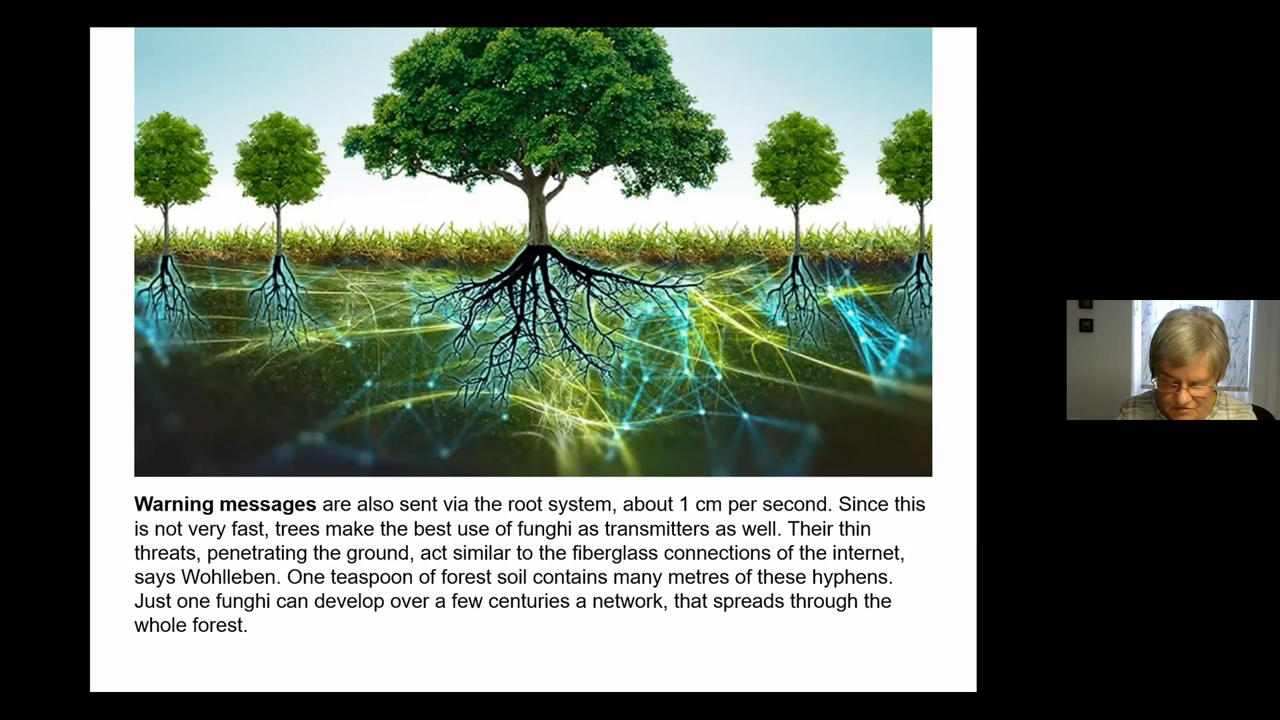 Warning messages are also sent via the root system, about 1 cm per second. Since this
is not very fast, trees make the best use of funghi as transmitters as well. Their thin
threats, penetrating the ground, act similar to the fiberglass connections of the internet,
says Wohlleben. One teaspoon of forest soil contains many metres of these hyphens.
Just one funghi can develop over a few centuries a network, that spreads through the
whole forest.